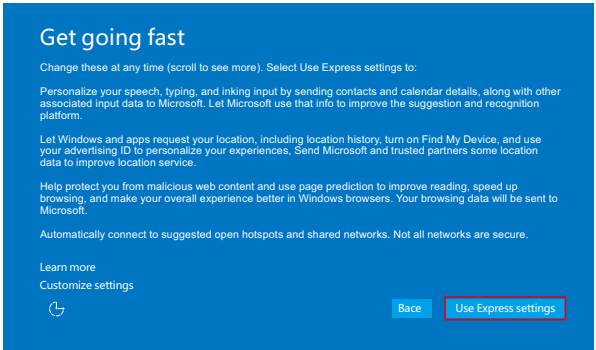 Get going fast
Change these at any time (scroll to see more). Select Use Express settings to:
Personalize your speech, typing, and inking input by sending contacts and calendar details, along with other
associated input data to Microsoft. Let Microsoft use that info to improve the suggestion and recognition
platform.
Let Windows and apps request your location, including location history, turn on Find My Device, and use
your advertising ID to personalize your experiences, Send Microsoft and trusted partners some location
data to improve location service.
Help protect you from malicious web content and use page prediction to improve reading, speed up
browsing, and make your overall experience better in Windows browsers. Your browsing data will be sent to
Microsoft.
Automatically connect to suggested open hotspots and shared networks. Not all networks are secure.
Learn more
Customize settings
Bace
Use Express settings